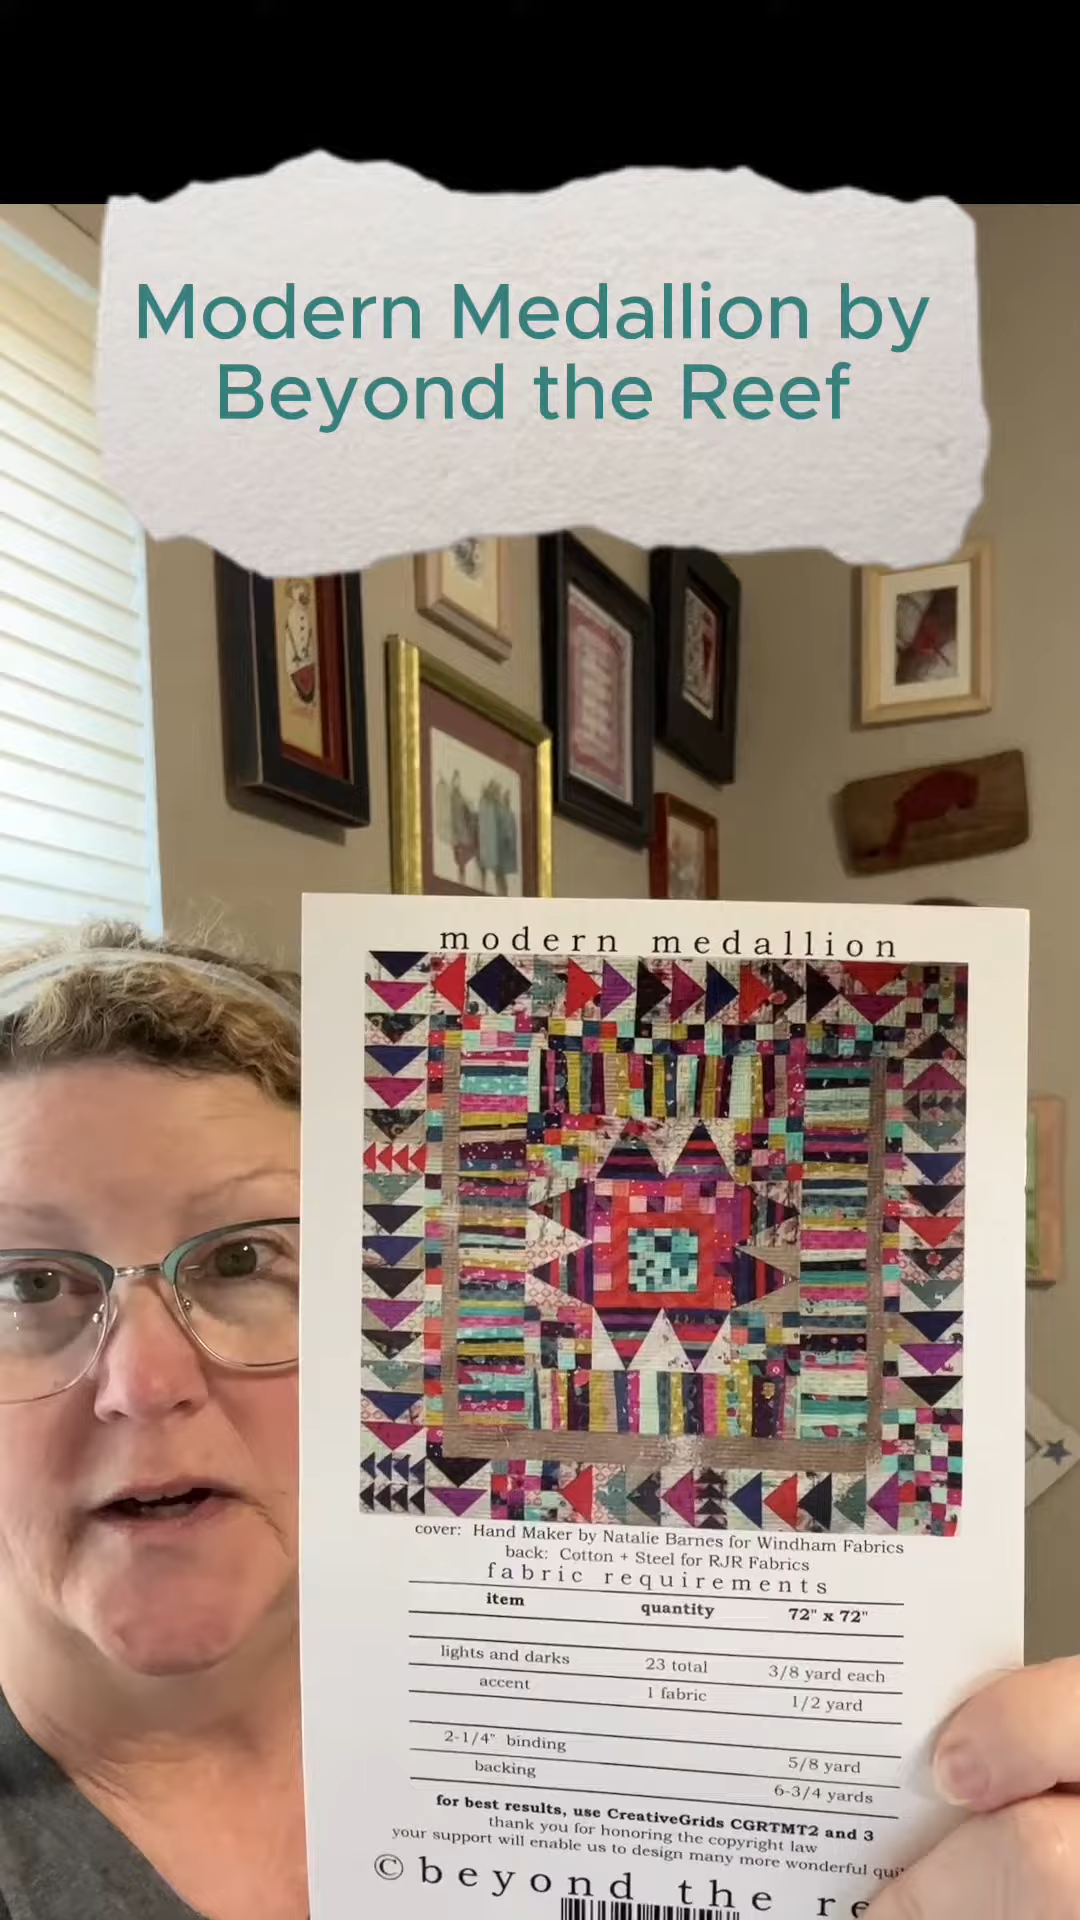 Modern Medallion by
Beyond the Reef
modern medallion
cover: Hand Maker by Natalie Barnes for Windham Fabrics
back: Cotton + Steel for RJR Fabrics
fabric requirements
item quantity 72" x 72"
lights and darks 23 total 3/8 yard each
accent 1 fabric 1/2 yard
2-1/4" binding 5/8 yard
backing 6-3/4 yards
for best results, use CreativeGrids CGRTMT2 and 3
thank you for honoring the copyright law
your support will enable us to design many more wonderful
© beyond the re